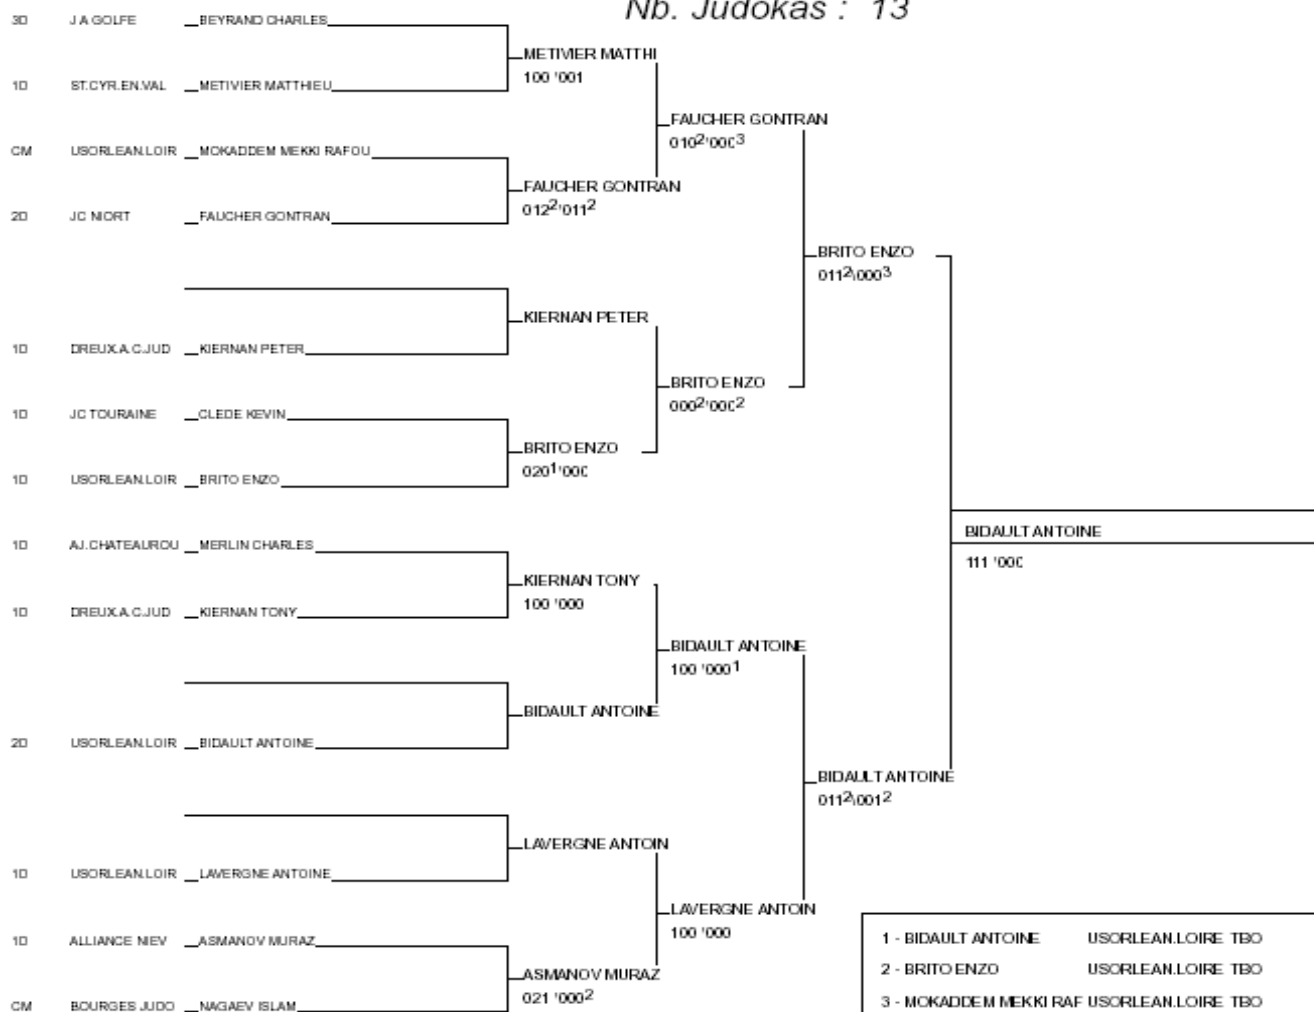 Nb. Judokas : 13
3D J A GOLFE BEYRAND CHARLES
METIVIER MATTHI
100 '001
1D ST.CYR.EN.VAL METIVIER MATTHIEU
FAUCHER GONTRAN
010²'000³
CM USORLEAN.LOIR MOKADDEM MEKKI RAFOU
FAUCHER GONTRAN
012²'011²
2D JC NIORT FAUCHER GONTRAN
BRITO ENZO
011²\000³
KIERNAN PETER
1D DREUX.A.C.JUD KIERNAN PETER
BRITO ENZO
000²'000²
1D JC TOURAINE CLEDE KEVIN
BRITO ENZO
020¹'000
1D USORLEAN.LOIR BRITO ENZO
BIDAULT ANTOINE
111 '000
1D AJ.CHATEAUROU MERLIN CHARLES
KIERNAN TONY
100 '000
1D DREUX.A.C.JUD KIERNAN TONY
BIDAULT ANTOINE
100 '000¹
BIDAULT ANTOINE
2D USORLEAN.LOIR BIDAULT ANTOINE
BIDAULT ANTOINE
011²\001²
LAVERGNE ANTOIN
1D USORLEAN.LOIR LAVERGNE ANTOINE
LAVERGNE ANTOIN
100 '000
1D ALLIANCE NIEV ASMANOV MURAZ
ASMANOV MURAZ
021 '000²
CM BOURGES JUDO NAGAEV ISLAM
1 - BIDAULT ANTOINE USORLEAN.LOIRE TBO
2 - BRITO ENZO USORLEAN.LOIRE TBO
3 - MOKADDEM MEKKI RAF USORLEAN.LOIRE TBO